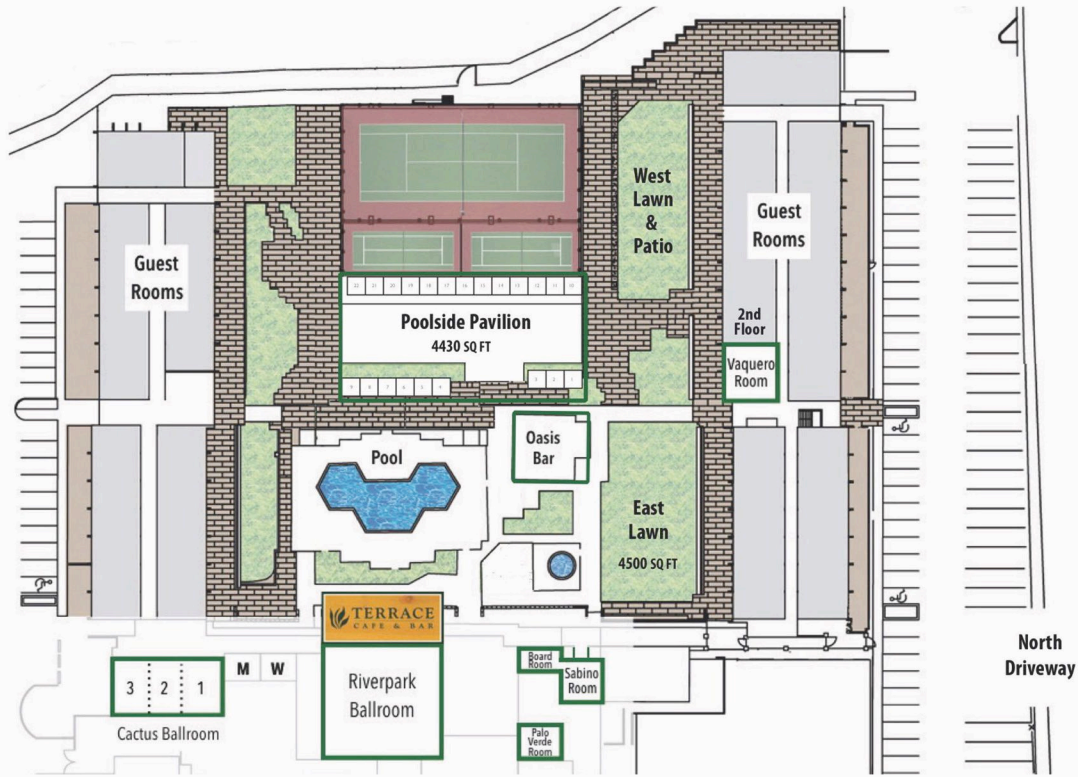 West
Lawn
&
Patio
Guest
Rooms
Guest
Rooms
Poolside Pavilion
4430 SQ FT
2nd
Floor
Vaquero
Room
Pool
Oasis
Bar
East
Lawn
4500 SQ FT
TERRACE
CAFE & BAR
North
Driveway
M W
Board
Room
Sabino
Room
3 2 1
Riverpark
Ballroom
Cactus Ballroom
Palo
Verde
Room